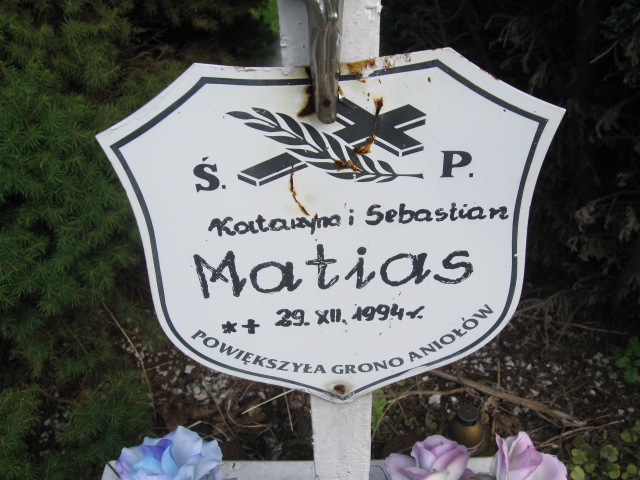 Ś. P.
Katarzyna i Sebastian
Matias
*+ 29. XII. 1994 r.
POWIĘKSZYŁA GRONO ANIOŁÓW